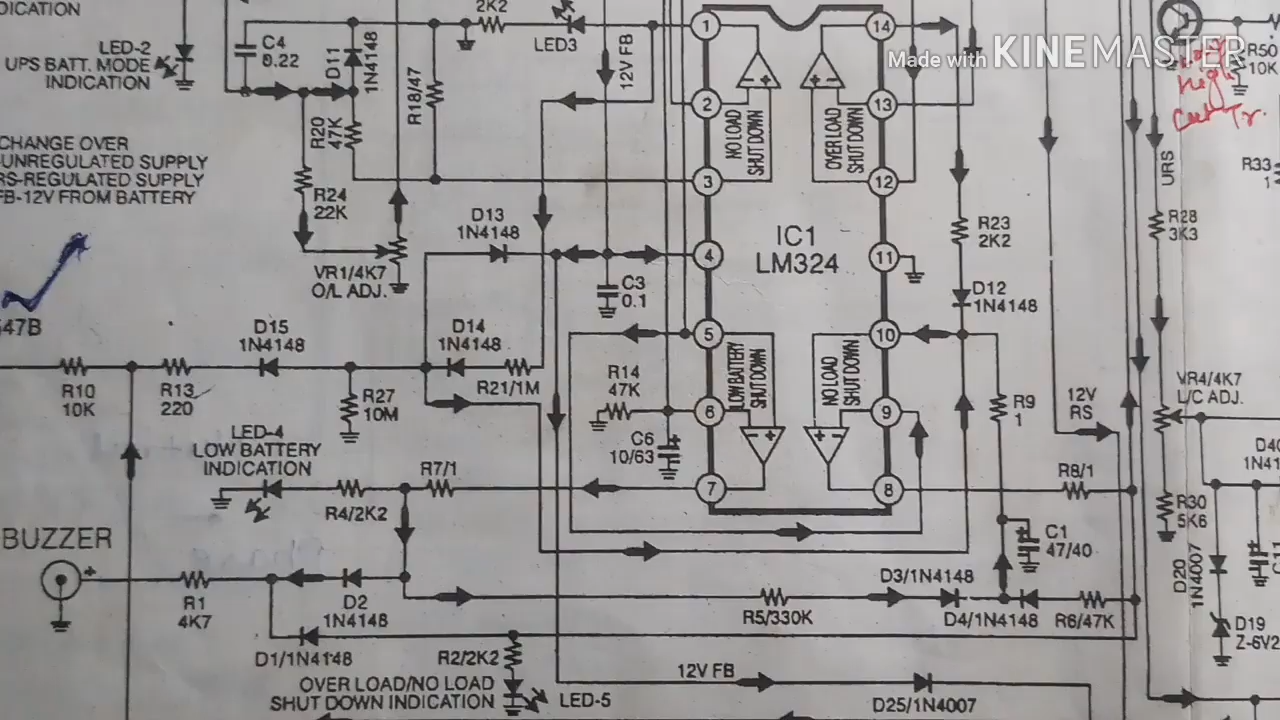 DICATION
LED-2
UPS BATT. MODE
INDICATION
C4
0.22
D11
1N4148
R20
47K
R18/47
2K2
LED3
12V FB
1
2
3
4
5
6
7
14
13
12
11
10
9
8
NO LOAD
SHUT DOWN
OVER LOAD
SHUT DOWN
Made with KINEMASTER
high
R50
10K
CHANGE OVER
-UNREGULATED SUPPLY
RS-REGULATED SUPPLY
FB-12V FROM BATTERY
R24
22K
VR1/4K7
O/L ADJ.
D13
1N4148
C3
0.1
IC1
LM324
R23
2K2
D12
1N4148
URS
R28
3K3
R33
1
547B
R10
10K
R13
220
D15
1N4148
R27
10M
D14
1N4148
R21/1M
R14
47K
C6
10/63
LOW BATTERY
SHUT DOWN
NO LOAD
SHUT DOWN
R9
1
12V
RS
VR4/4K7
L/C ADJ.
LED-4
LOW BATTERY
INDICATION
R4/2K2
R7/1
R8/1
C1
47/40
R30
5K6
D20
1N4007
C11
1N41
BUZZER
+
R1
4K7
D2
1N4148
D1/1N4148
R5/330K
D3/1N4148
D4/1N4148
R6/47K
D19
Z-6V2
R2/2K2
OVER LOAD/NO LOAD
SHUT DOWN INDICATION
LED-5
12V FB
D25/1N4007